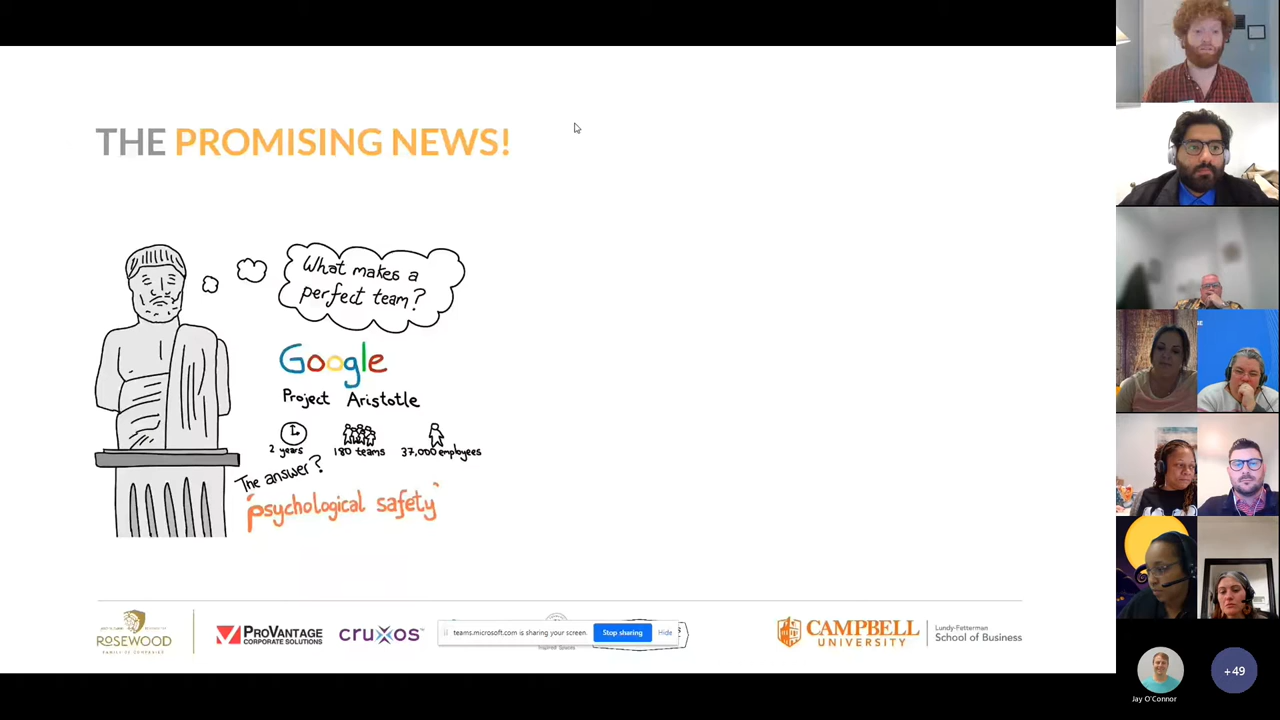 THE PROMISING NEWS!
What makes a
perfect team?
Google
Project Aristotle
2 years
180 teams
37,000 employees
The answer?
'psychological safety'
ROSEWOOD
PROVANTAGE
CORPORATE SOLUTIONS
cruxos
teams.microsoft.com is sharing your screen.
Stop sharing
Hide
Inspired Spaces
CAMPBELL
UNIVERSITY
Lundy-Fetterman
School of Business
Jay O'Connor
+49